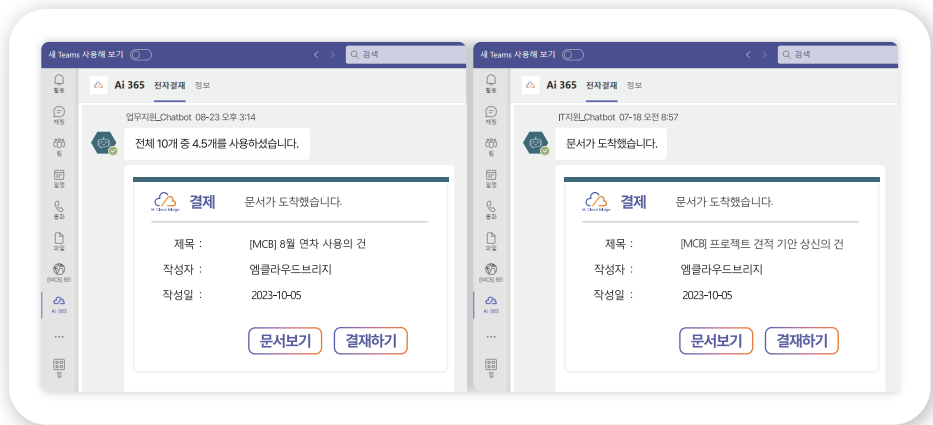 새 Teams 사용해 보기
검색
활동
채팅
팀
일정
통화
파일
[MCB] BEI
Ai 365
앱
Ai 365 전자결재 정보
업무지원_Chatbot 08-23 오후 3:14
전체 10개 중 4.5개를 사용하셨습니다.
M Cloud Bridge
결제 문서가 도착했습니다.
제목 : [MCB] 8월 연차 사용의 건
작성자 : 엠클라우드브리지
작성일 : 2023-10-05
문서보기 결재하기
새 Teams 사용해 보기
검색
활동
채팅
팀
일정
통화
파일
[MCB] BEI
Ai 365
앱
Ai 365 전자결재 정보
IT지원_Chatbot 07-18 오전 8:57
문서가 도착했습니다.
M Cloud Bridge
결제 문서가 도착했습니다.
제목 : [MCB] 프로젝트 견적 기안 상신의 건
작성자 : 엠클라우드브리지
작성일 : 2023-10-05
문서보기 결재하기